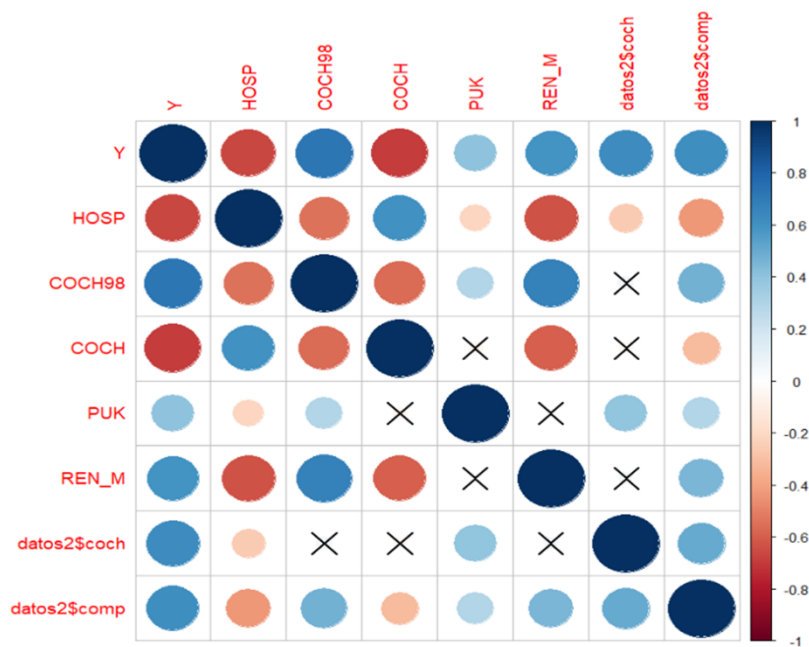 Y
HOSP
COCH98
COCH
PUK
REN_M
datos2$coch
datos2$comp
Y
HOSP
COCH98
COCH
PUK
REN_M
datos2$coch
datos2$comp
1
0.8
0.6
0.4
0.2
0
-0.2
-0.4
-0.6
-0.8
-1